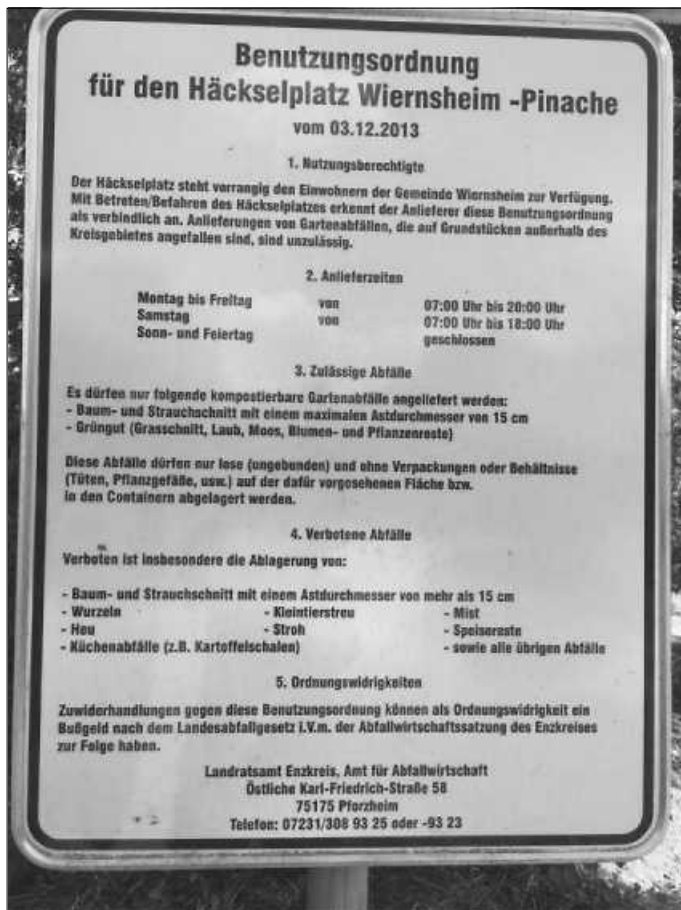 Benutzungsordnung
für den Häckselplatz Wiernsheim -Pinache
vom 03.12.2013
1. Nutzungsberechtigte
Der Häckselplatz steht vorrangig den Einwohnern der Gemeinde Wiernsheim zur Verfügung.
Mit Betreten/Befahren des Häckselplatzes erkennt der Anlieferer diese Benutzungsordnung
als verbindlich an. Anlieferungen von Gartenabfällen, die auf Grundstücken außerhalb des
Kreisgebietes angefallen sind, sind unzulässig.
2. Anlieferzeiten
Montag bis Freitag von 07:00 Uhr bis 20:00 Uhr
Samstag von 07:00 Uhr bis 18:00 Uhr
Sonn- und Feiertag geschlossen
3. Zulässige Abfälle
Es dürfen nur folgende kompostierbare Gartenabfälle angeliefert werden:
- Baum- und Strauchschnitt mit einem maximalen Astdurchmesser von 15 cm
- Grüngut (Grasschnitt, Laub, Moos, Blumen- und Pflanzenreste)
Diese Abfälle dürfen nur lose (ungebunden) und ohne Verpackungen oder Behältnisse
(Tüten, Pflanzgefäße, usw.) auf der dafür vorgesehenen Fläche bzw.
in den Containern abgelagert werden.
4. Verbotene Abfälle
Verboten ist insbesondere die Ablagerung von:
- Baum- und Strauchschnitt mit einem Astdurchmesser von mehr als 15 cm
- Wurzeln - Kleintierstreu - Mist
- Heu - Stroh - Speisereste
- Küchenabfälle (z.B. Kartoffelschalen) - sowie alle übrigen Abfälle
5. Ordnungswidrigkeiten
Zuwiderhandlungen gegen diese Benutzungsordnung können als Ordnungswidrigkeit ein
Bußgeld nach dem Landesabfallgesetz i.V.m. der Abfallwirtschaftssatzung des Enzkreises
zur Folge haben.
Landratsamt Enzkreis, Amt für Abfallwirtschaft
Östliche Karl-Friedrich-Straße 58
75175 Pforzheim
Telefon: 07231/308 93 25 oder -93 23